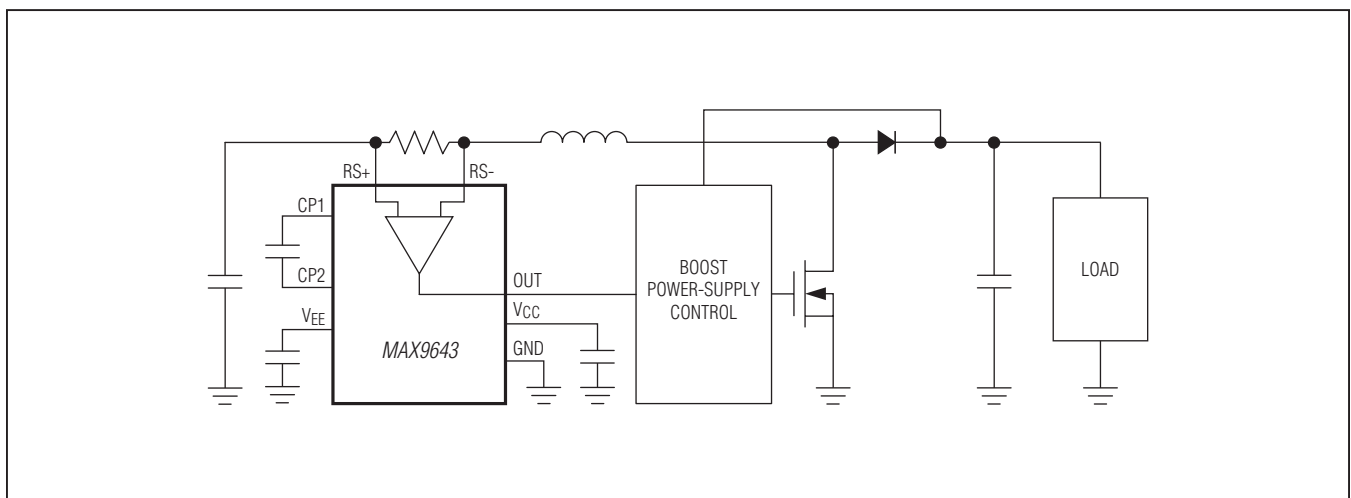 RS+
RS-
CP1
CP2
VEE
MAX9643
OUT
VCC
GND
BOOST
POWER-SUPPLY
CONTROL
LOAD